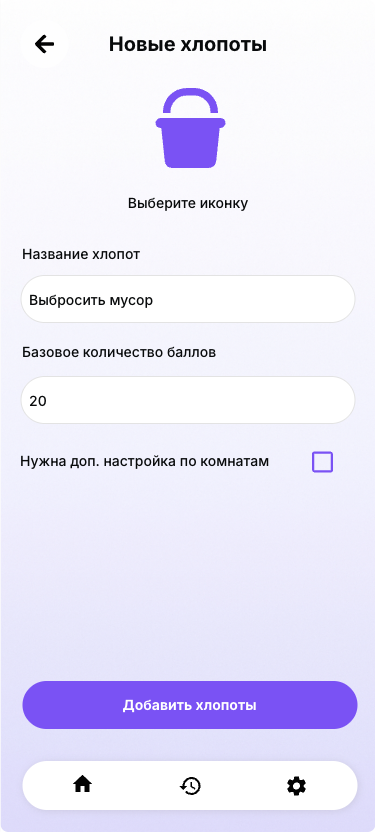 Новые хлопоты
Выберите иконку
Название хлопот
Выбросить мусор
Базовое количество баллов
20
Нужна доп. настройка по комнатам
Добавить хлопоты